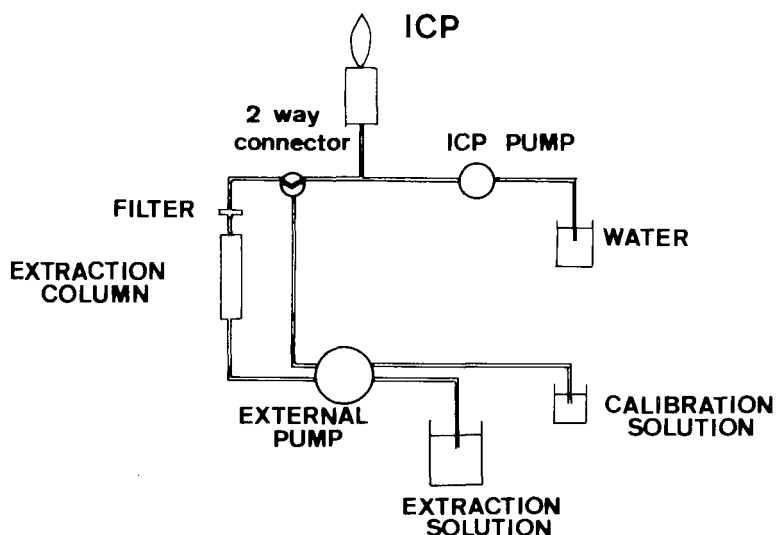 ICP
2 way
connector
ICP PUMP
FILTER
WATER
EXTRACTION
COLUMN
EXTERNAL
PUMP
CALIBRATION
SOLUTION
EXTRACTION
SOLUTION